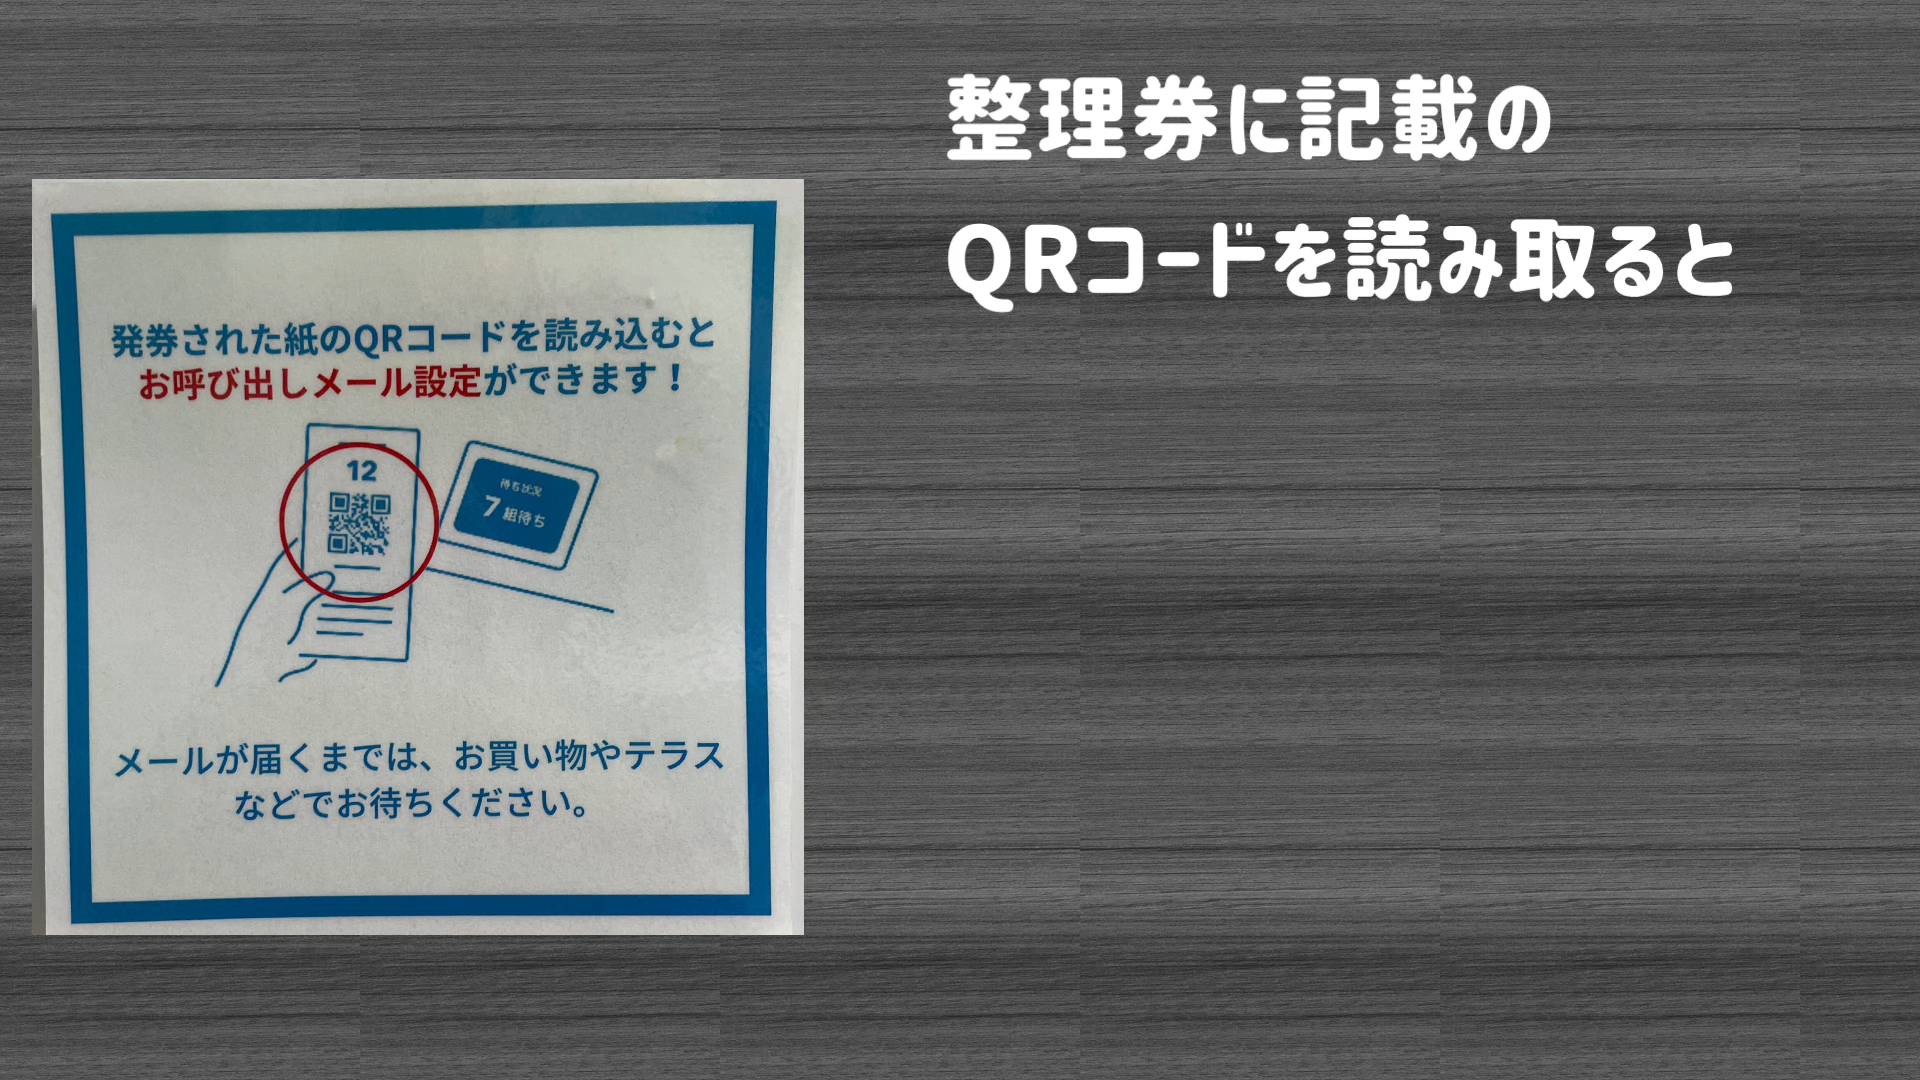 整理券に記載の
QRコードを読み取ると
発券された紙のQRコードを読み込むと
お呼び出しメール設定ができます！
12
待ち状況
7組待ち
メールが届くまでは、お買い物やテラス
などでお待ちください。